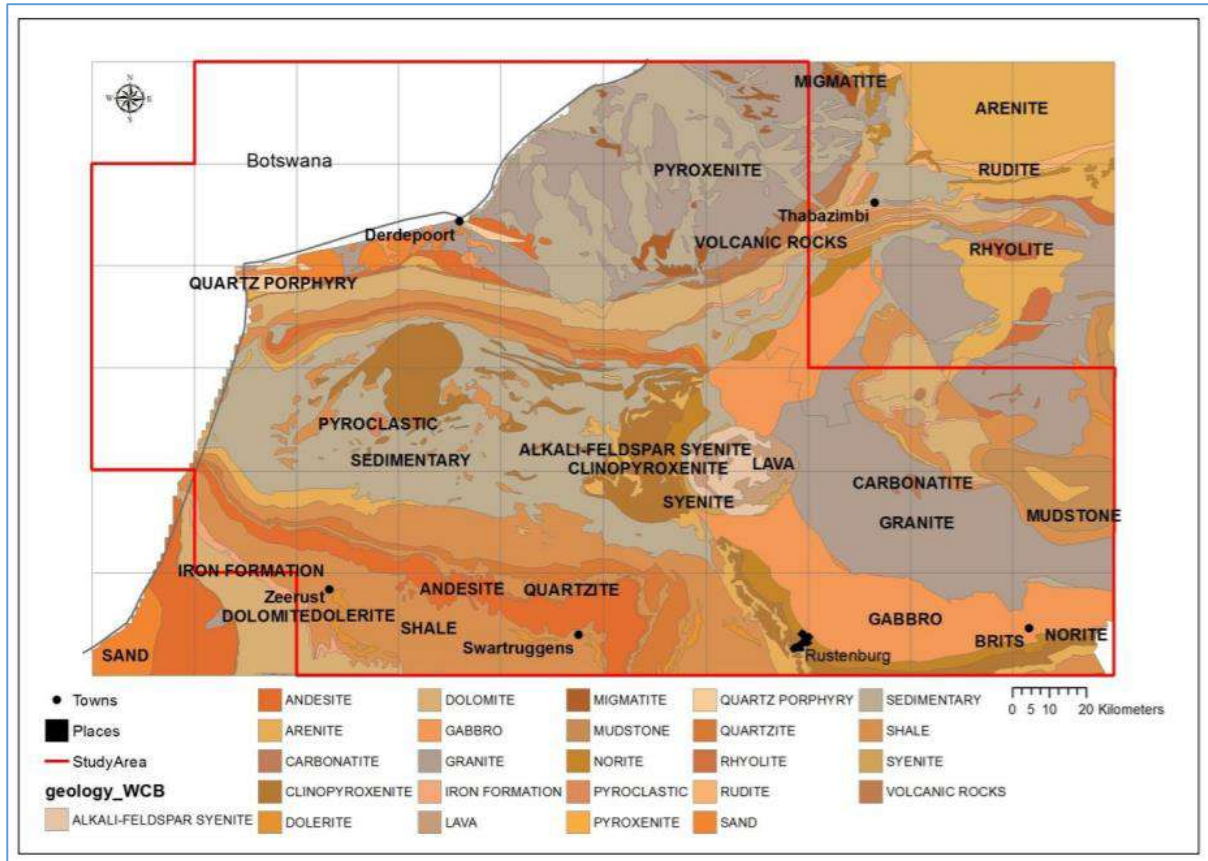 N
W E
S
MIGMATITE
ARENITE
Botswana
PYROXENITE
RUDITE
Thabazimbi
Derdepoort
VOLCANIC ROCKS
RHYOLITE
QUARTZ PORPHYRY
PYROCLASTIC
SEDIMENTARY
ALKALI-FELDSPAR SYENITE
CLINOPYROXENITE
LAVA
SYENITE
CARBONATITE
GRANITE
MUDSTONE
IRON FORMATION
Zeerust
ANDESITE
QUARTZITE
DOLOMITE
DOLERITE
SHALE
GABBRO
Swartruggens
BRITS
NORITE
SAND
Rustenburg
Towns
Places
StudyArea
geology_WCB
ALKALI-FELDSPAR SYENITE
ANDESITE
ARENITE
CARBONATITE
CLINOPYROXENITE
DOLERITE
DOLOMITE
GABBRO
GRANITE
IRON FORMATION
LAVA
MIGMATITE
MUDSTONE
NORITE
PYROCLASTIC
PYROXENITE
QUARTZ PORPHYRY
QUARTZITE
RHYOLITE
RUDITE
SAND
SEDIMENTARY
SHALE
SYENITE
VOLCANIC ROCKS
0 5 10 20 Kilometers